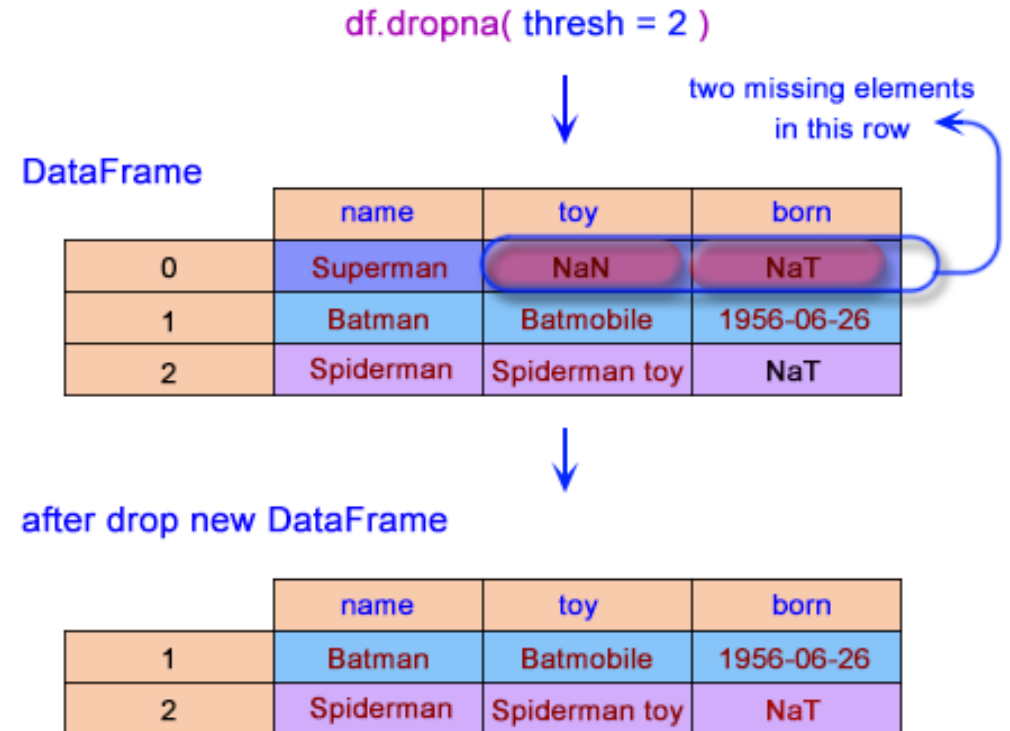 df.dropna( thresh = 2 )
two missing elements
in this row
DataFrame
name toy born
0 Superman NaN NaT
1 Batman Batmobile 1956-06-26
2 Spiderman Spiderman toy NaT
after drop new DataFrame
name toy born
1 Batman Batmobile 1956-06-26
2 Spiderman Spiderman toy NaT